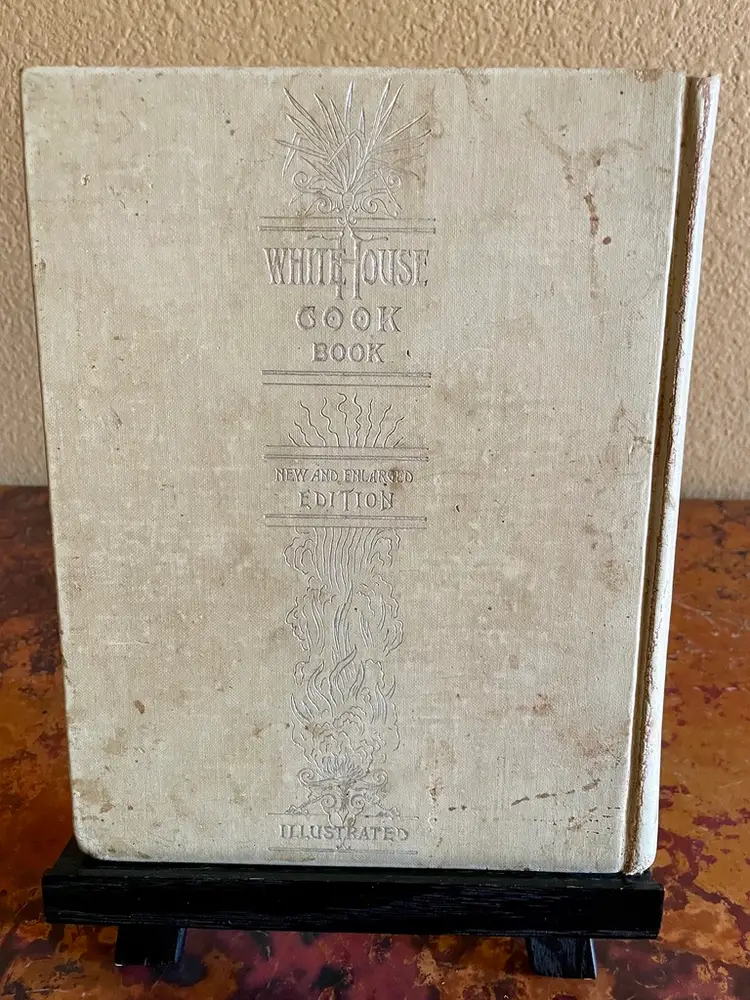 WHITE HOUSE
COOK
BOOK
NEW AND ENLARGED
EDITION
ILLUSTRATED